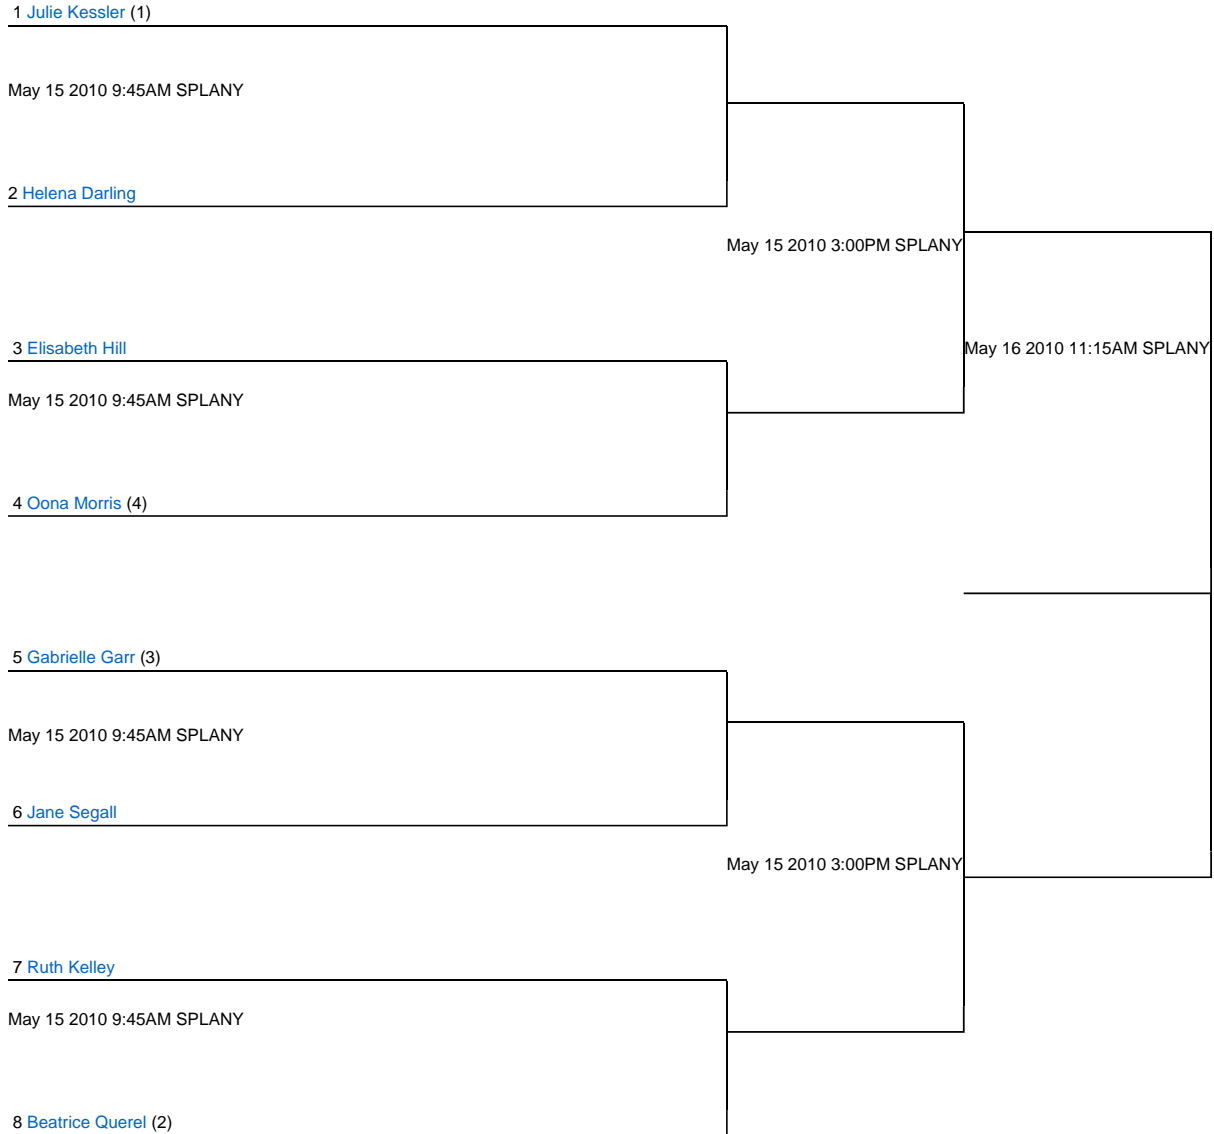 1 Julie Kessler (1)
May 15 2010 9:45AM SPLANY
2 Helena Darling
May 15 2010 3:00PM SPLANY
3 Elisabeth Hill
May 16 2010 11:15AM SPLANY
May 15 2010 9:45AM SPLANY
4 Oona Morris (4)
5 Gabrielle Garr (3)
May 15 2010 9:45AM SPLANY
6 Jane Segall
May 15 2010 3:00PM SPLANY
7 Ruth Kelley
May 15 2010 9:45AM SPLANY
8 Beatrice Querel (2)